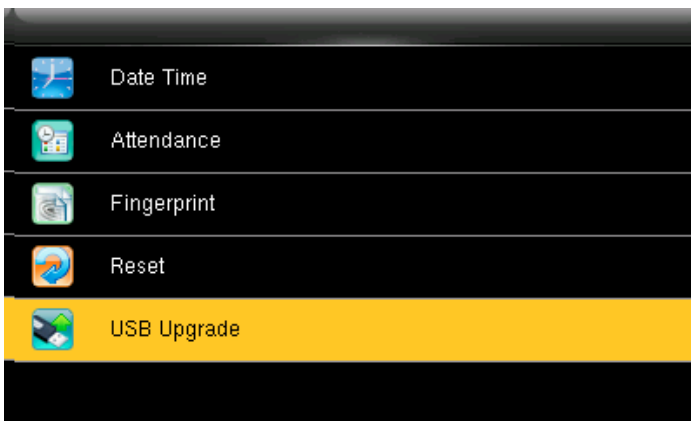 Date Time
Attendance
Fingerprint
Reset
USB Upgrade